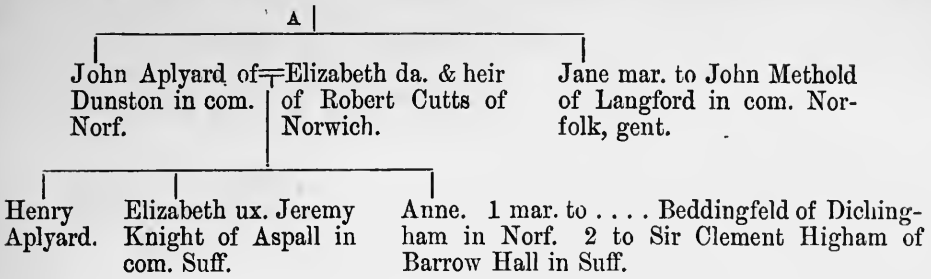 A
John Aplyard of Dunston in com. Norf.
Elizabeth da. & heir of Robert Cutts of Norwich.
Jane mar. to John Methold of Langford in com. Nor-
folk, gent.
Henry
Aplyard.
Elizabeth ux. Jeremy
Knight of Aspall in
com. Suff.
Anne. 1 mar. to .... Beddingfeld of Diching-
ham in Norf. 2 to Sir Clement Higham of
Barrow Hall in Suff.